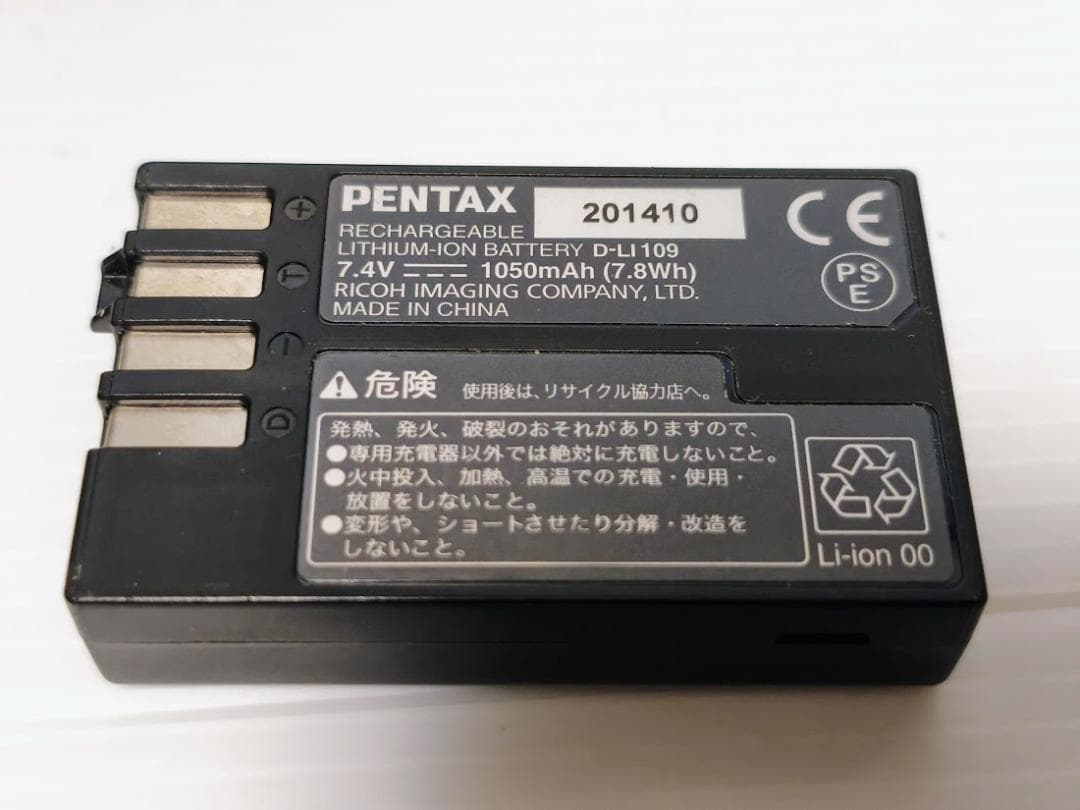 PENTAX
201410
RECHARGEABLE
LITHIUM-ION BATTERY D-LI109
7.4V 1050mAh (7.8Wh)
RICOH IMAGING COMPANY, LTD.
MADE IN CHINA
CE
PS
E
+
T
−
D
危険 使用後は、リサイクル協力店へ。
発熱、発火、破裂のおそれがありますので、
●専用充電器以外では絶対に充電しないこと。
●火中投入、加熱、高温での充電・使用・
放置をしないこと。
●変形や、ショートさせたり分解・改造を
しないこと。
Li-ion 00